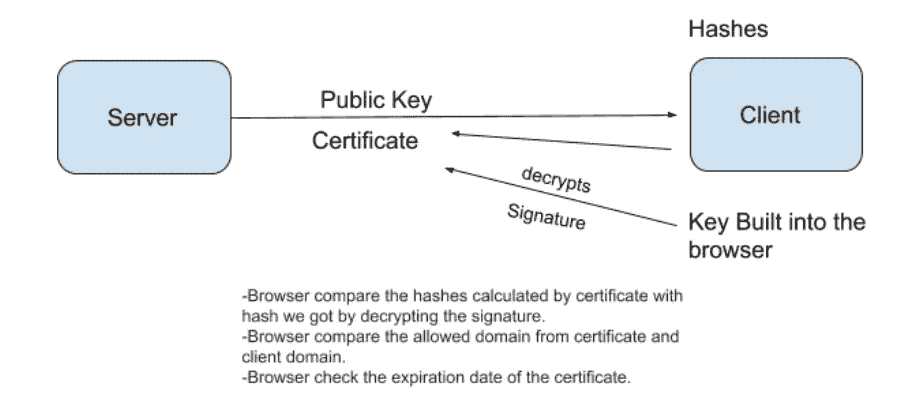 Hashes
Server
Public Key
Client
Certificate
decrypts
Signature
Key Built into the
browser
-Browser compare the hashes calculated by certificate with
hash we got by decrypting the signature.
-Browser compare the allowed domain from certificate and
client domain.
-Browser check the expiration date of the certificate.